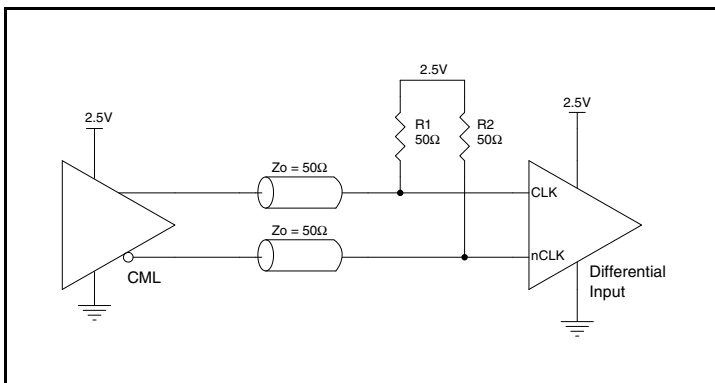 2.5V
2.5V
2.5V
R1
50Ω
R2
50Ω
Zo = 50Ω
CLK
Zo = 50Ω
nCLK
CML
Differential
Input